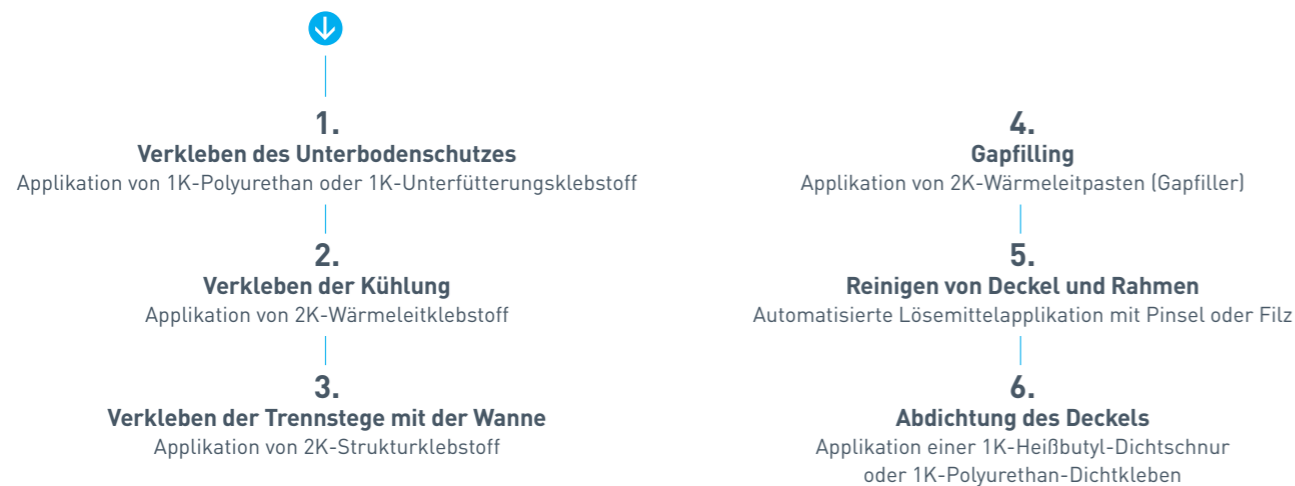 1.
Verkleben des Unterbodenschutzes
Applikation von 1K-Polyurethan oder 1K-Unterfütterungsklebstoff
2.
Verkleben der Kühlung
Applikation von 2K-Wärmeleitklebstoff
3.
Verkleben der Trennstege mit der Wanne
Applikation von 2K-Strukturklebstoff
4.
Gapfilling
Applikation von 2K-Wärmeleitpasten (Gapfiller)
5.
Reinigen von Deckel und Rahmen
Automatisierte Lösemittelapplikation mit Pinsel oder Filz
6.
Abdichtung des Deckels
Applikation einer 1K-Heißbutyl-Dichtschnur
oder 1K-Polyurethan-Dichtkleben